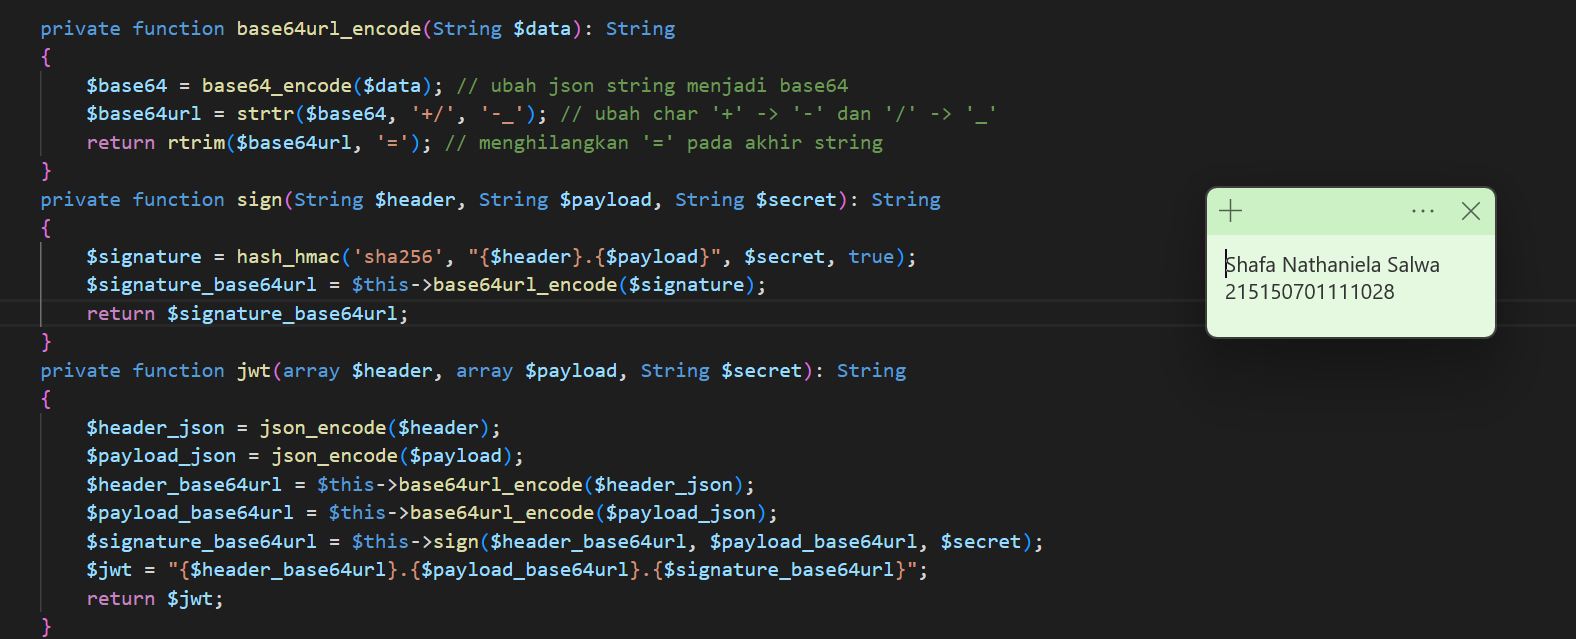 private function base64url_encode(String $data): String
{
    $base64 = base64_encode($data); // ubah json string menjadi base64
    $base64url = strtr($base64, '+/', '-_'); // ubah char '+' -> '-' dan '/' -> '_'
    return rtrim($base64url, '='); // menghilangkan '=' pada akhir string
}
private function sign(String $header, String $payload, String $secret): String
{
    $signature = hash_hmac('sha256', "{$header}.{$payload}", $secret, true);
    $signature_base64url = $this->base64url_encode($signature);
    return $signature_base64url;
}
private function jwt(array $header, array $payload, String $secret): String
{
    $header_json = json_encode($header);
    $payload_json = json_encode($payload);
    $header_base64url = $this->base64url_encode($header_json);
    $payload_base64url = $this->base64url_encode($payload_json);
    $signature_base64url = $this->sign($header_base64url, $payload_base64url, $secret);
    $jwt = "{$header_base64url}.{$payload_base64url}.{$signature_base64url}";
    return $jwt;
}
Shafa Nathaniela Salwa
215150701111028